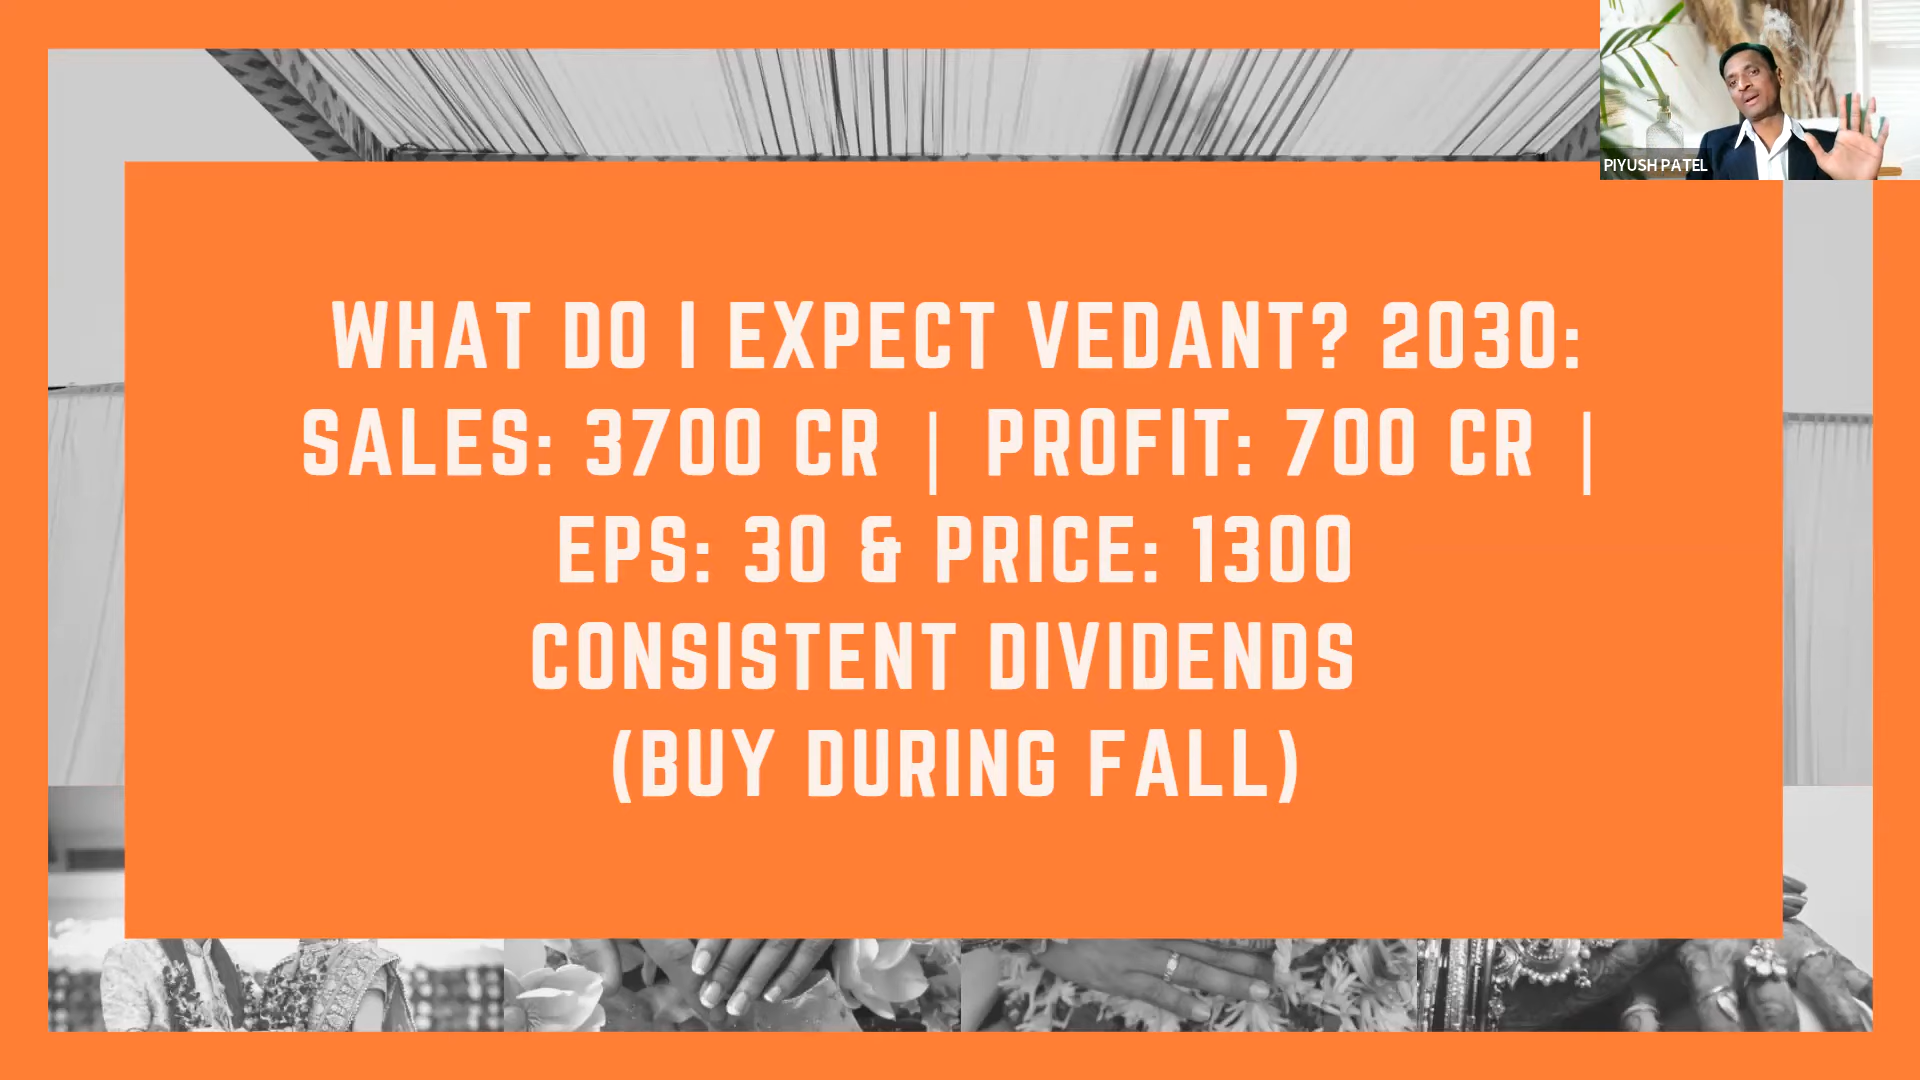 PIYUSH PATEL
WHAT DO I EXPECT VEDANT? 2030:
SALES: 3700 CR | PROFIT: 700 CR |
EPS: 30 & PRICE: 1300
CONSISTENT DIVIDENDS
(BUY DURING FALL)